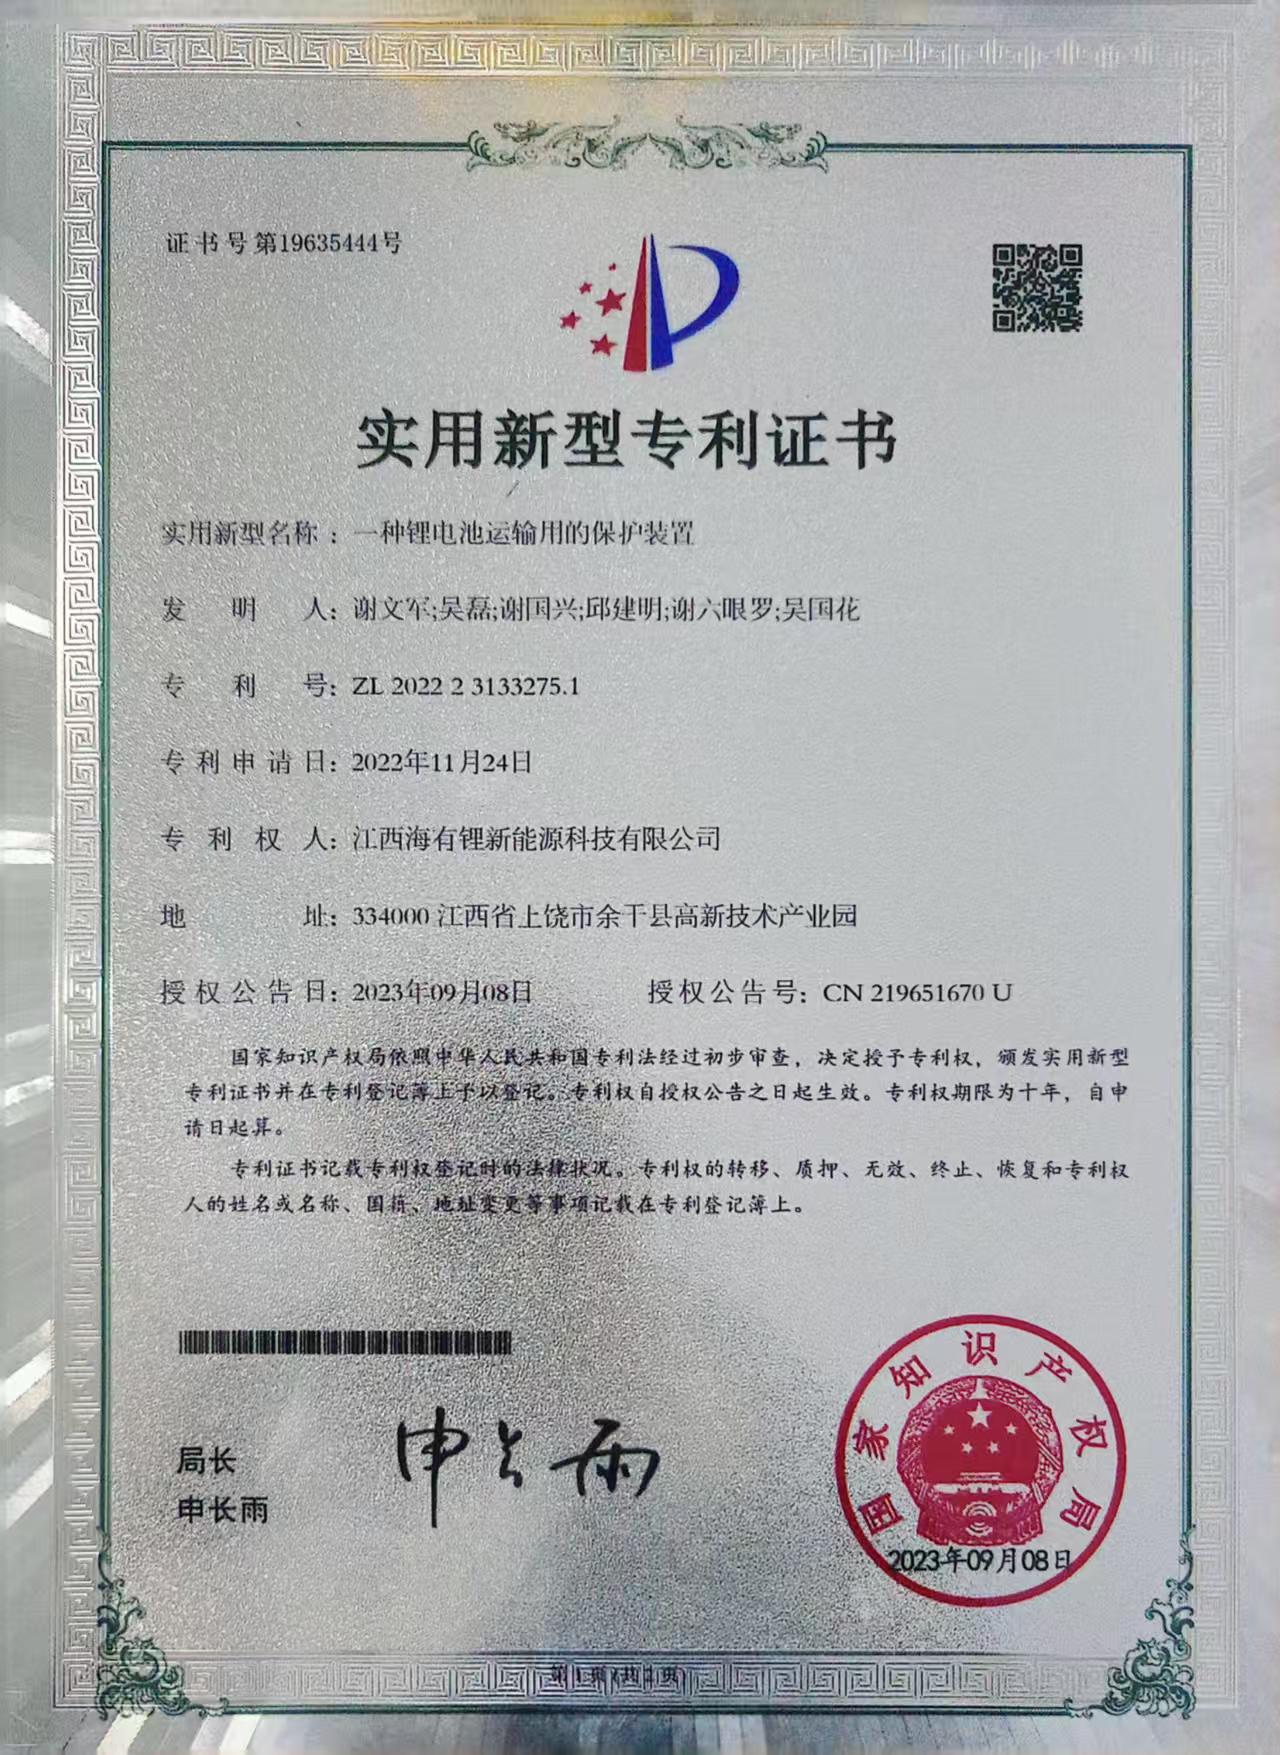 证书号第19635444号
实用新型专利证书
实用新型名称：一种锂电池运输用的保护装置
发明人：谢文军;吴磊;谢国兴;邱建明;谢六眼罗;吴国花
专利号：ZL 2022 2 3133275.1
专利申请日：2022年11月24日
专利权人：江西海有锂新能源科技有限公司
地址：334000 江西省上饶市余干县高新技术产业园
授权公告日：2023年09月08日 授权公告号：CN 219651670 U
国家知识产权局依照中华人民共和国专利法经过初步审查，决定授予专利权，颁发实用新型
专利证书并在专利登记簿上予以登记。专利权自授权公告之日起生效。专利权期限为十年，自申
请日起算。
专利证书记载专利权登记时的法律状况。专利权的转移、质押、无效、终止、恢复和专利权
人的姓名或名称、国籍、地址变更等事项记载在专利登记簿上。
局长
申长雨
申长雨
国家知识产权局
2023年09月08日
第1页(共2页)